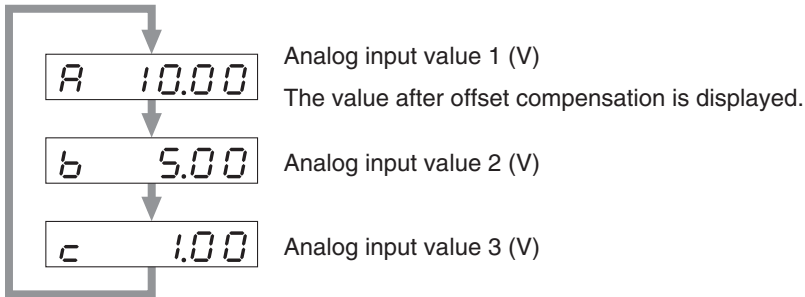 A 10.00
Analog input value 1 (V)
The value after offset compensation is displayed.
b 5.00
Analog input value 2 (V)
c 1.00
Analog input value 3 (V)